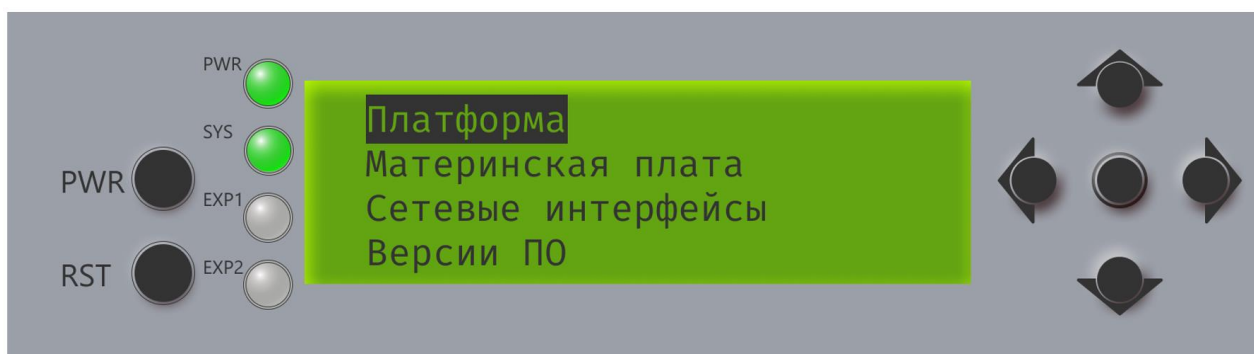 PWR
SYS
PWR
EXP1
RST
EXP2
Платформа
Материнская плата
Сетевые интерфейсы
Версии ПО